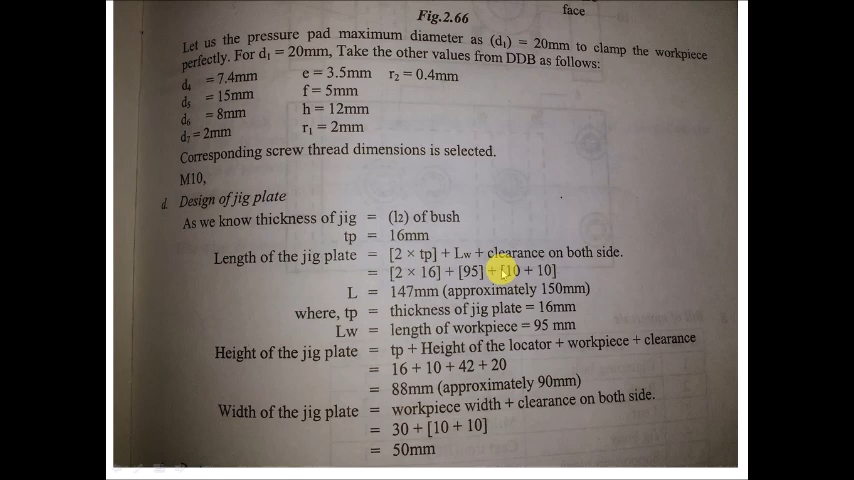 Fig.2.66
face
Let us the pressure pad maximum diameter as (d₁) = 20mm to clamp the workpiece
perfectly. For d₁ = 20mm, Take the other values from DDB as follows:
d₄ = 7.4mm e = 3.5mm r₂ = 0.4mm
d₅ = 15mm f = 5mm
d₆ = 8mm h = 12mm
d₇ = 2mm r₁ = 2mm
Corresponding screw thread dimensions is selected.
M10,
d. Design of jig plate
As we know thickness of jig = (l2) of bush
tp = 16mm
Length of the jig plate = [2 × tp] + Lw + clearance on both side.
= [2 × 16] + [95] + [10 + 10]
L = 147mm (approximately 150mm)
where, tp = thickness of jig plate = 16mm
Lw = length of workpiece = 95 mm
Height of the jig plate = tp + Height of the locator + workpiece + clearance
= 16 + 10 + 42 + 20
= 88mm (approximately 90mm)
Width of the jig plate = workpiece width + clearance on both side.
= 30 + [10 + 10]
= 50mm